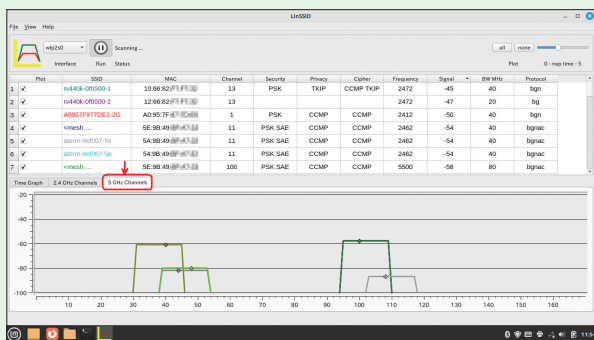 LinSSID
File View Help
wlp2s0 Scanning ... all none
Interface Run Status Plot 0 - nap time - 5
Plot SSID MAC Channel Security Privacy Cipher Frequency Signal BW MHz Protocol
1 rv440k-0f0500-1 10:66:82 13 PSK TKIP CCMP TKIP 2472 -45 40 bgn
2 rv440k-0f0500-2 12:66:82 13 2472 -47 20 bg
3 A0957F977DE1-2G A0:95:7F 1 PSK CCMP CCMP 2412 -50 40 bgn
4 <mesh ... 5E:9B:49 11 PSK SAE CCMP CCMP 2462 -54 40 bgnac
5 aterm-9ef007-5s 5A:9B:49 11 PSK SAE CCMP CCMP 2462 -54 40 bgnac
6 aterm-9ef007-5p 54:9B:49 11 PSK SAE CCMP CCMP 2462 -54 40 bgnac
7 <mesh ... 5E:9B:49 100 PSK SAE CCMP CCMP 5500 -58 80 bgnac
Time Graph 2.4 GHz Channels 5 GHz Channels
-20
-40
-60
-80
-100
10 20 30 40 50 60 70 80 90 100 110 120 130 140 150 160